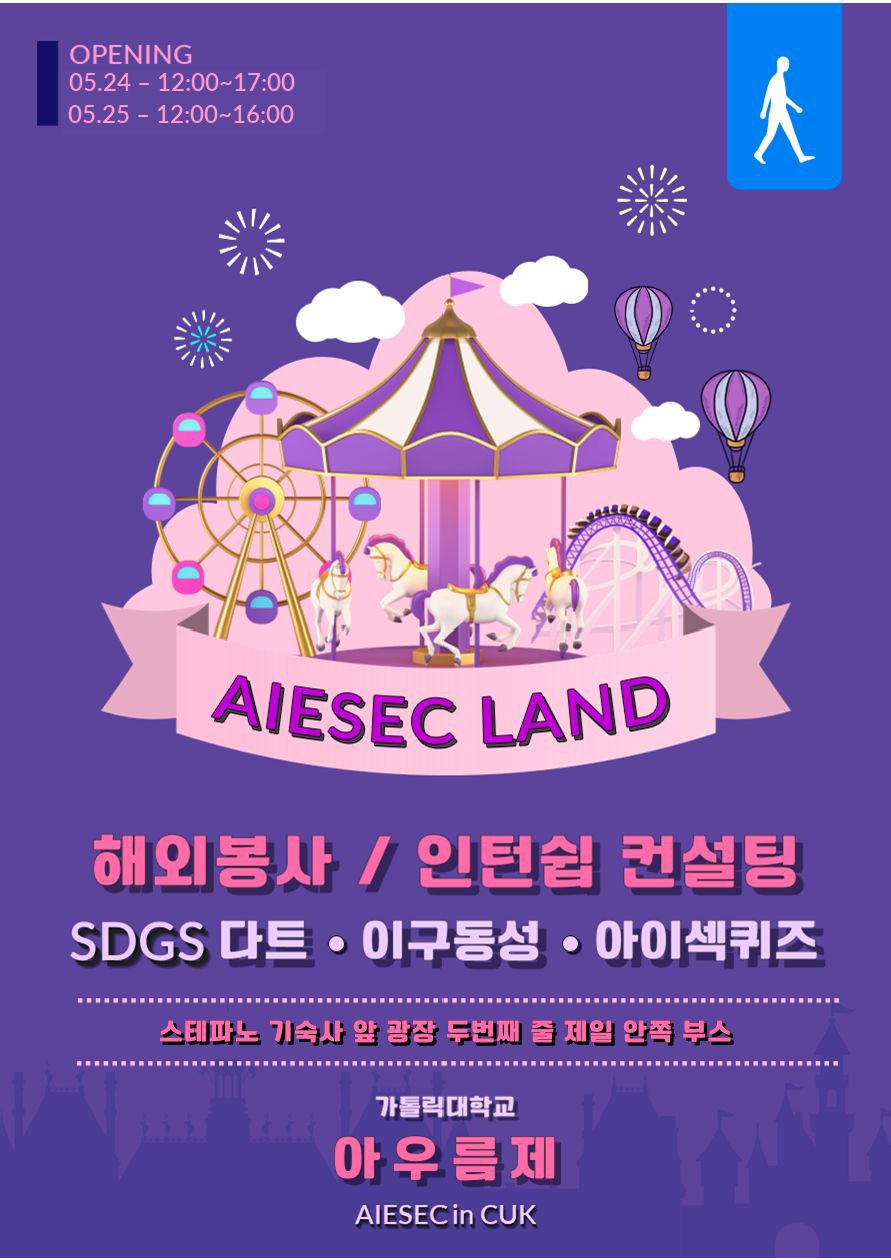 OPENING
05.24 – 12:00~17:00
05.25 – 12:00~16:00
AIESEC LAND
해외봉사 / 인턴쉽 컨설팅
SDGS 다트 • 이구동성 • 아이섹퀴즈
스테파노 기숙사 앞 광장 두번째 줄 제일 안쪽 부스
가톨릭대학교
아우름제
AIESEC in CUK